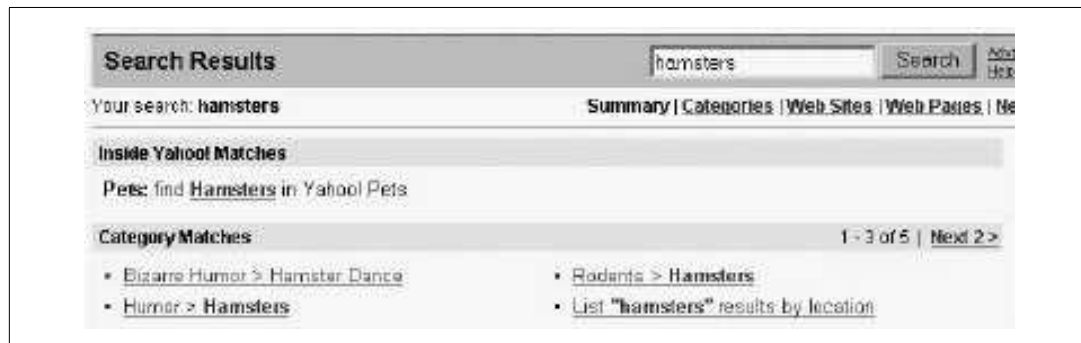 Search Results
hamsters
Search
Help
Your search: hamsters
Summary | Categories | Web Sites | Web Pages | Ne
Inside Yahoo! Matches
Pets: find Hamsters in Yahoo! Pets
Category Matches
1 - 3 of 5 | Next 2 >
• Bizarre Humor > Hamster Dance
• Humor > Hamsters
• Rodents > Hamsters
• List "hamsters" results by location